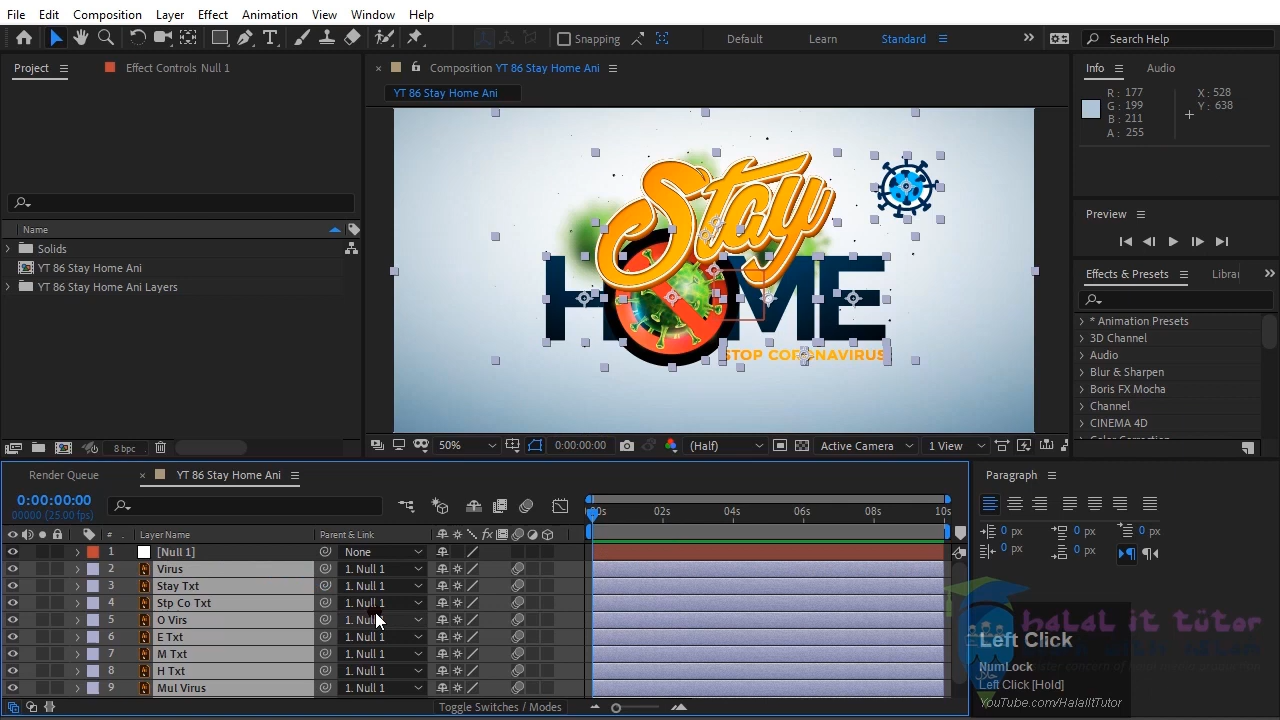 File Edit Composition Layer Effect Animation View Window Help
Snapping Default Learn Standard Search Help
Project Effect Controls Null 1
Name
Solids
YT 86 Stay Home Ani
YT 86 Stay Home Ani Layers
8 bpc
Composition YT 86 Stay Home Ani
YT 86 Stay Home Ani
Stay
HOME
STOP CORONAVIRUS
50% 0:00:00:00 (Half) Active Camera 1 View
Info Audio
R : 177
G : 199
B : 211
A : 255
X : 528
Y : 638
Preview
Effects & Presets Librai
* Animation Presets
3D Channel
Audio
Blur & Sharpen
Boris FX Mocha
Channel
CINEMA 4D
Color Correction
Render Queue YT 86 Stay Home Ani
0:00:00:00
00000 (25.00 fps)
:00s 02s 04s 06s 08s 10s
# Layer Name Parent & Link
1 [Null 1] None
2 Virus 1. Null 1
3 Stay Txt 1. Null 1
4 Stp Co Txt 1. Null 1
5 O Virs 1. Null
6 E Txt 1. Null 1
7 M Txt 1. Null 1
8 H Txt 1. Null 1
9 Mul Virus 1. Null 1
Toggle Switches / Modes
Paragraph
0 px 0 px 0 px
0 px 0 px
halal it tutor
Left Click
NumLock
Left Click [Hold]
YouTube.com/HalalItTutor